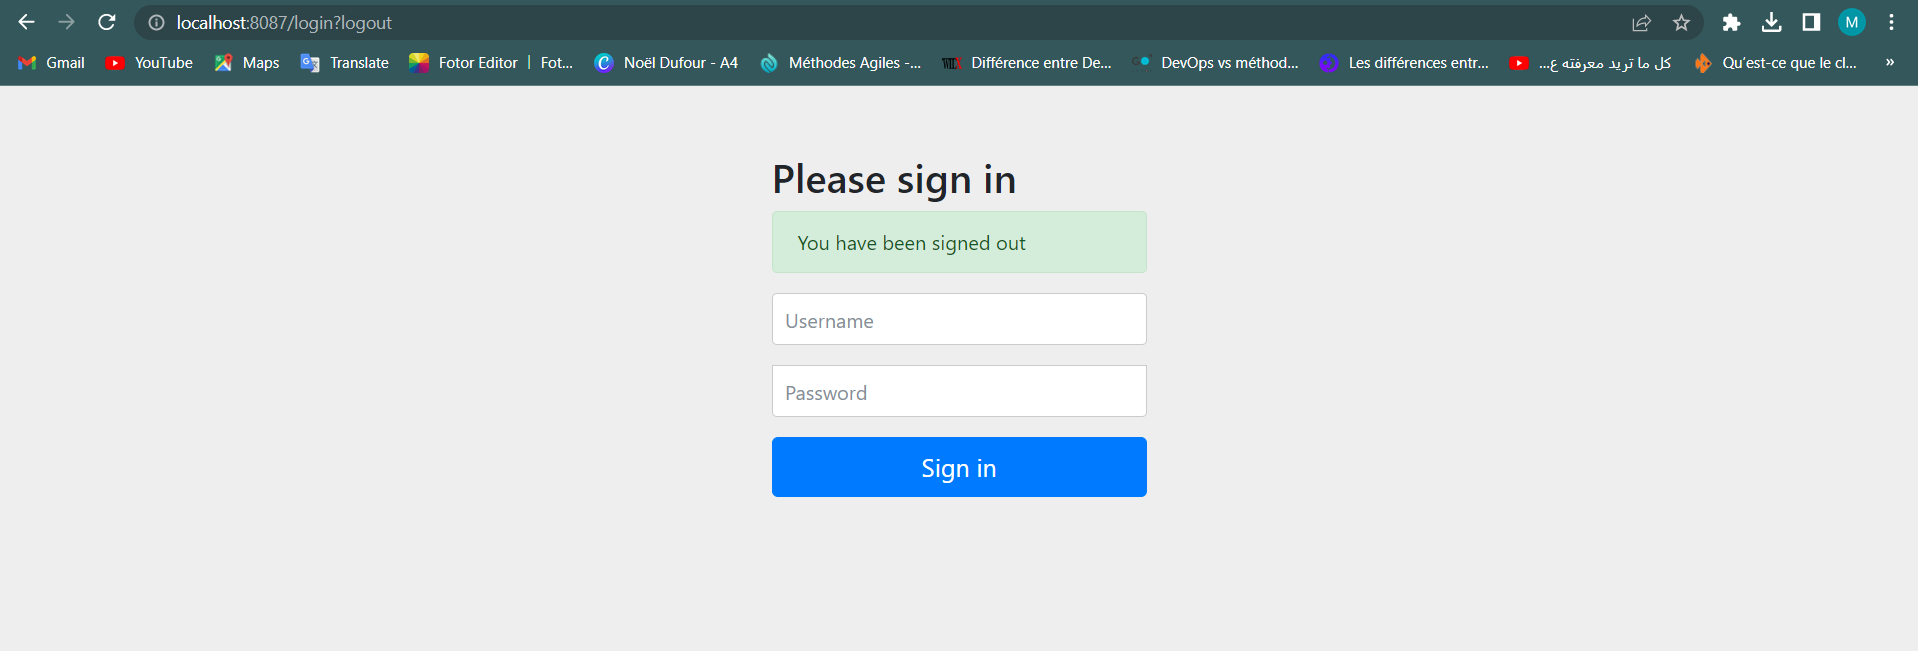 localhost:8087/login?logout
M
Gmail YouTube Maps Translate Fotor Editor | Fot... Noël Dufour - A4 Méthodes Agiles -... Différence entre De... DevOps vs méthod... Les différences entr... كل ما تريد معرفته ع... Qu'est-ce que le cl... »
Please sign in
You have been signed out
Username
Password
Sign in